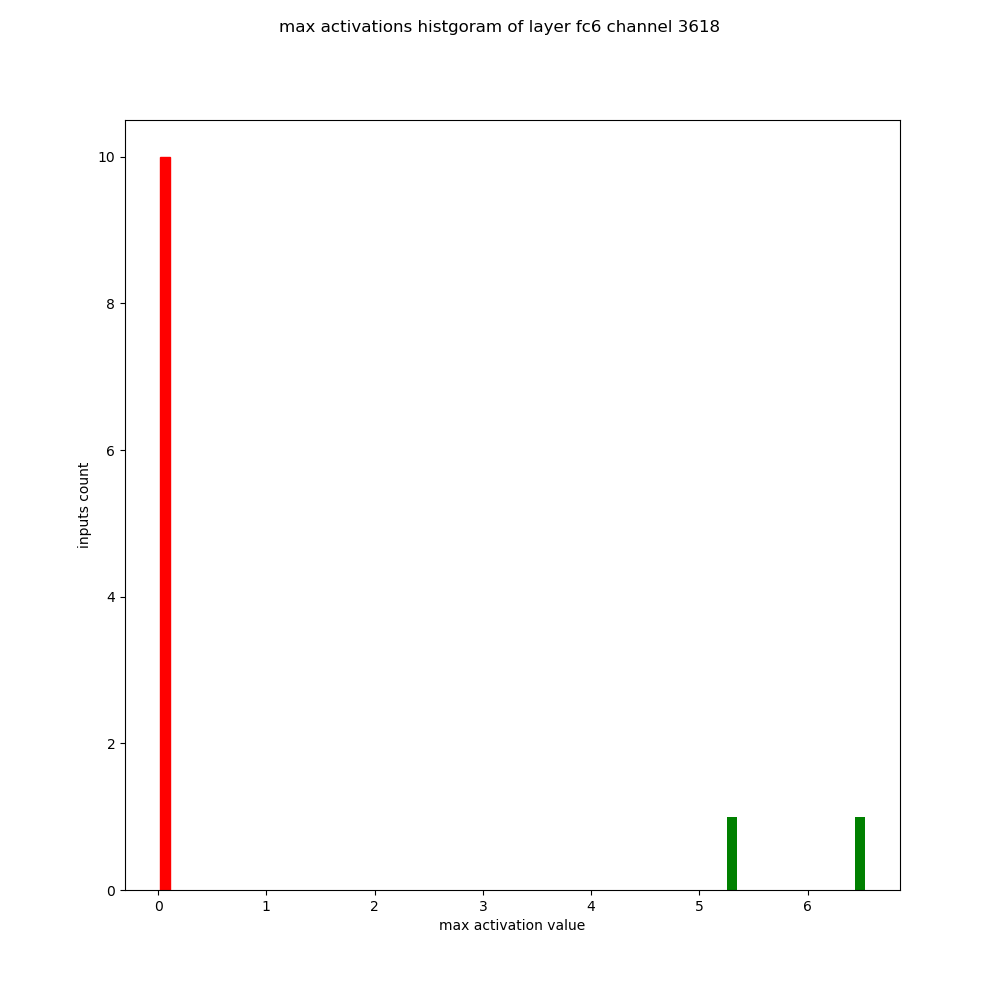 max activations histgoram of layer fc6 channel 3618
10
8
6
4
2
0
inputs count
0 1 2 3 4 5 6
max activation value